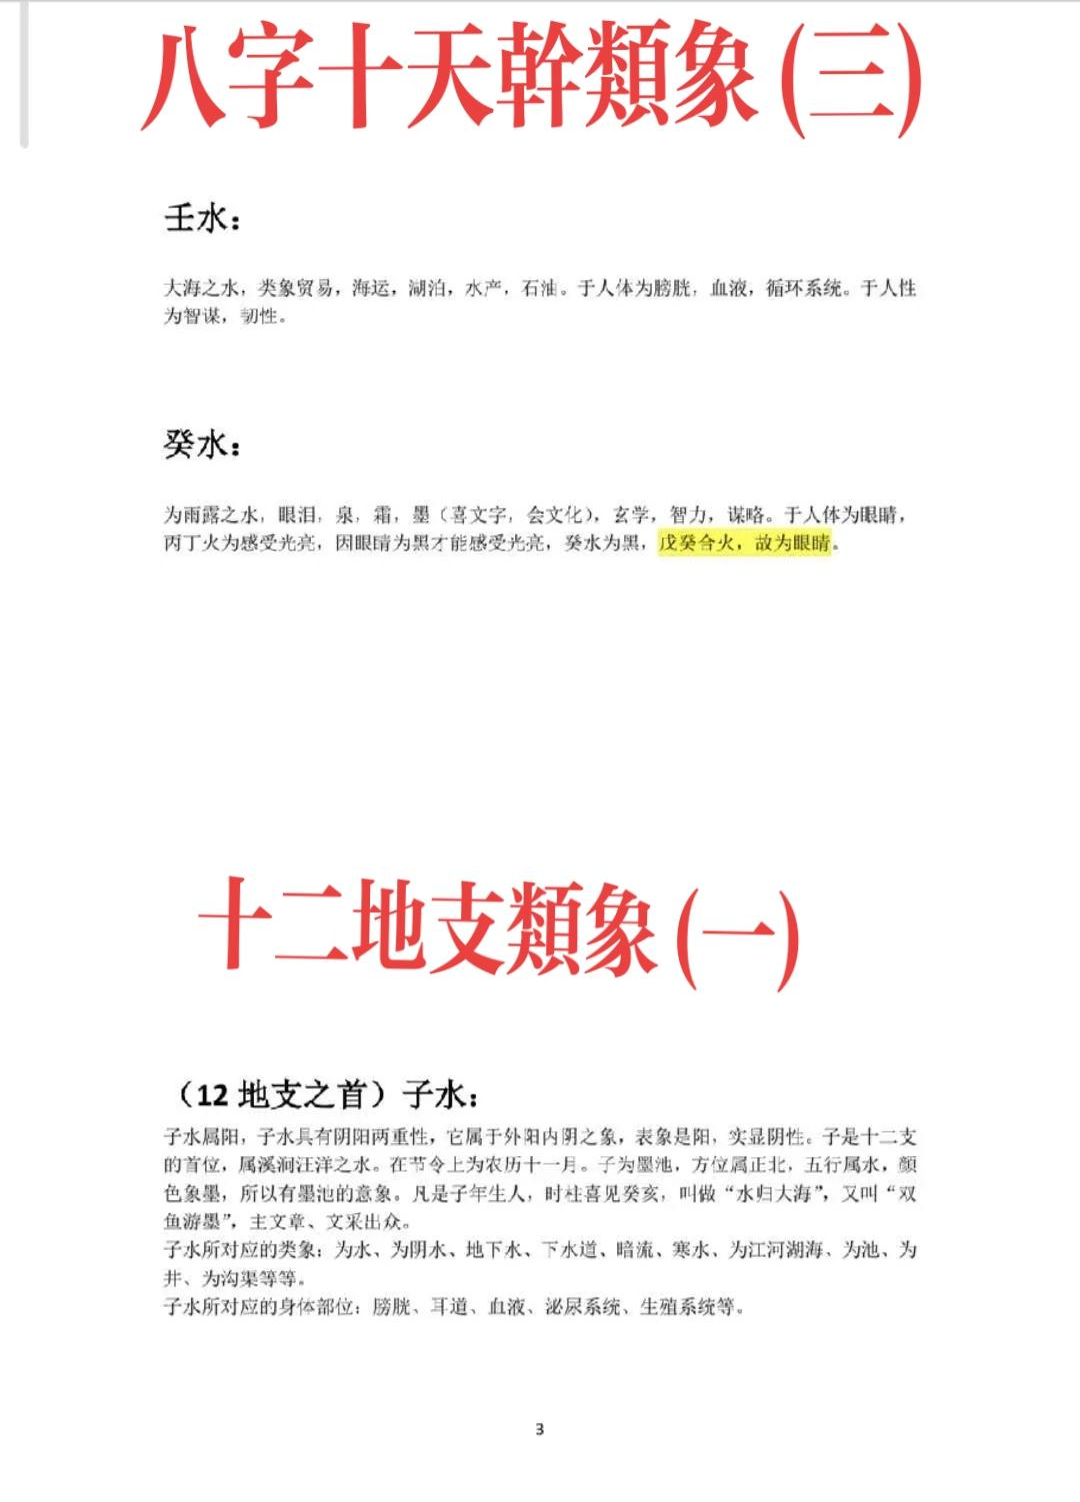 八字十天幹類象(三)
壬水：
大海之水，类象贸易，海运，湖泊，水产，石油。于人体为膀胱，血液，循环系统。于人性
为智谋，韧性。
癸水：
为雨露之水，眼泪，泉，霜，墨（喜文字，会文化），玄学，智力，谋略。于人体为眼睛，
丙丁火为感受光亮，因眼睛为黑才能感受光亮，癸水为黑，戊癸合火，故为眼睛。
十二地支類象(一)
（12 地支之首）子水：
子水属阳，子水具有阴阳两重性，它属于外阳内阴之象，表象是阳，实显阴性。子是十二支
的首位，属溪涧汪洋之水。在节令上为农历十一月。子为墨池，方位属正北，五行属水，颜
色象墨，所以有墨池的意象。凡是子年生人，时柱喜见癸亥，叫做“水归大海”，又叫“双
鱼游墨”，主文章、文采出众。
子水所对应的类象：为水、为阴水、地下水、下水道、暗流、寒水、为江河湖海、为池、为
井、为沟渠等等。
子水所对应的身体部位：膀胱、耳道、血液、泌尿系统、生殖系统等。
3